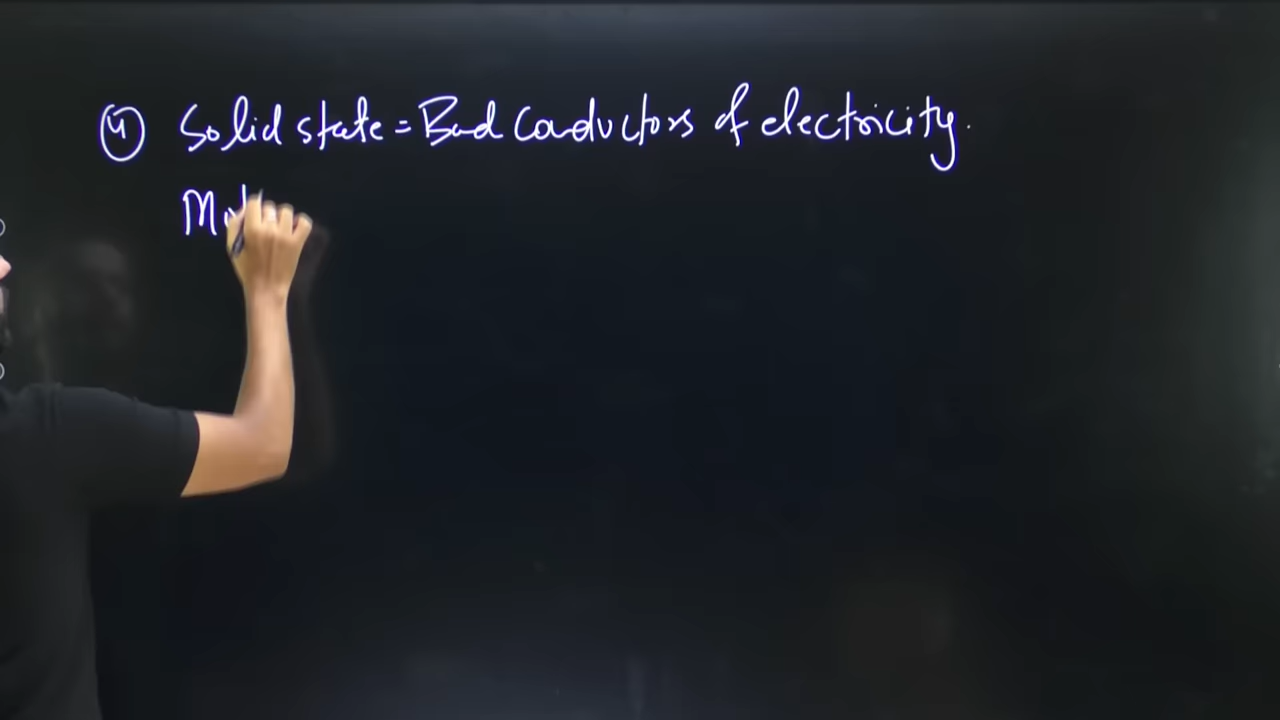 ④ Solid state = Bad conductors of electricity.